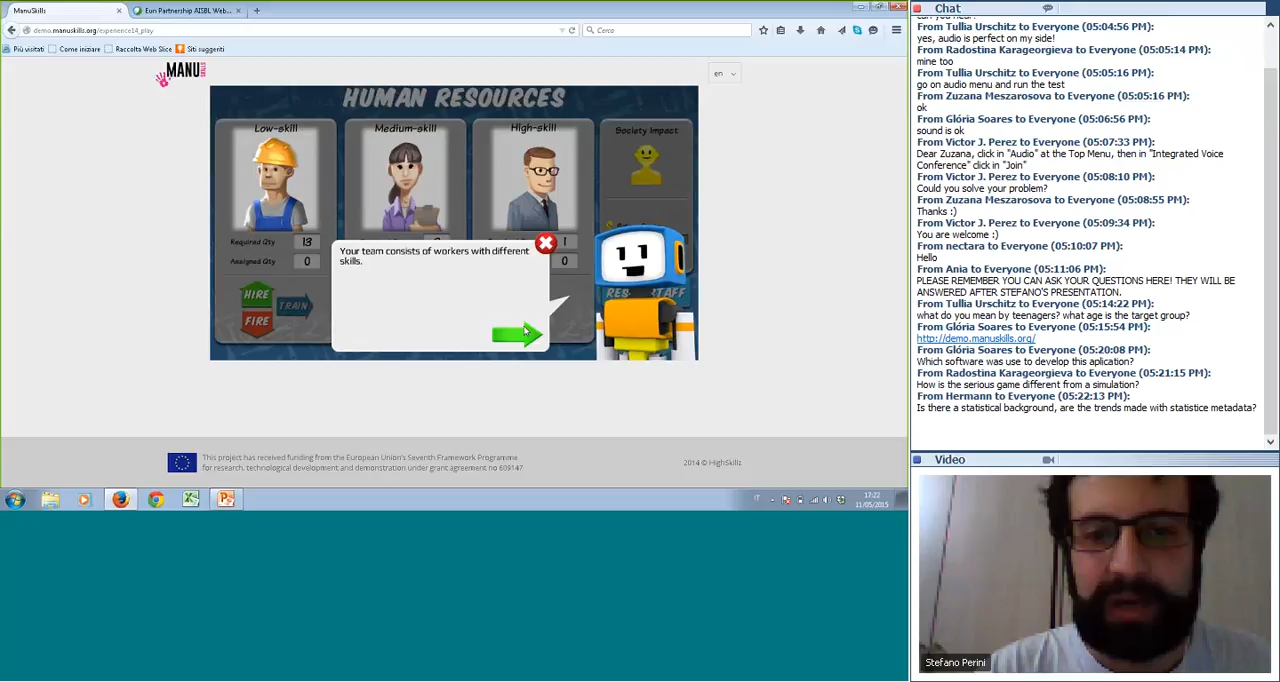 ManuSkills
Eun Partnership AISBL Web...
demo.manuskills.org/experience14_play
Cerca
Più visitati
Come iniziare
Raccolta Web Slice
Siti suggeriti
MANU
SKILLS
en
HUMAN RESOURCES
Low-skill
Medium-skill
High-skill
Society Impact
Required Qty 13
Assigned Qty 0
1
0
HIRE
FIRE
TRAIN
Your team consists of workers with different
skills.
STAFF
This project has received funding from the European Union's Seventh Framework Programme
for research, technological development and demonstration under grant agreement no 609147
2014 © HighSkills
IT
17:22
11/05/2015
Chat
From Tullia Urschitz to Everyone (05:04:56 PM):
yes, audio is perfect on my side!
From Radostina Karageorgieva to Everyone (05:05:14 PM):
mine too
From Tullia Urschitz to Everyone (05:05:16 PM):
go on audio menu and run the test
From Zuzana Meszarosova to Everyone (05:05:16 PM):
ok
From Glória Soares to Everyone (05:06:56 PM):
sound is ok
From Victor J. Perez to Everyone (05:07:33 PM):
Dear Zuzana, click in "Audio" at the Top Menu, then in "Integrated Voice
Conference" click in "Join"
From Victor J. Perez to Everyone (05:08:10 PM):
Could you solve your problem?
From Zuzana Meszarosova to Everyone (05:08:55 PM):
Thanks :)
From Victor J. Perez to Everyone (05:09:34 PM):
You are welcome :)
From nectara to Everyone (05:10:07 PM):
Hello
From Ania to Everyone (05:11:06 PM):
PLEASE REMEMBER YOU CAN ASK YOUR QUESTIONS HERE! THEY WILL BE
ANSWERED AFTER STEFANO'S PRESENTATION.
From Tullia Urschitz to Everyone (05:14:22 PM):
what do you mean by teenagers? what age is the target group?
From Glória Soares to Everyone (05:15:54 PM):
http://demo.manuskills.org/
From Glória Soares to Everyone (05:20:08 PM):
Which software was use to develop this aplication?
From Radostina Karageorgieva to Everyone (05:21:15 PM):
How is the serious game different from a simulation?
From Hermann to Everyone (05:22:13 PM):
Is there a statistical background, are the trends made with statistice metadata?
Video
Stefano Perini